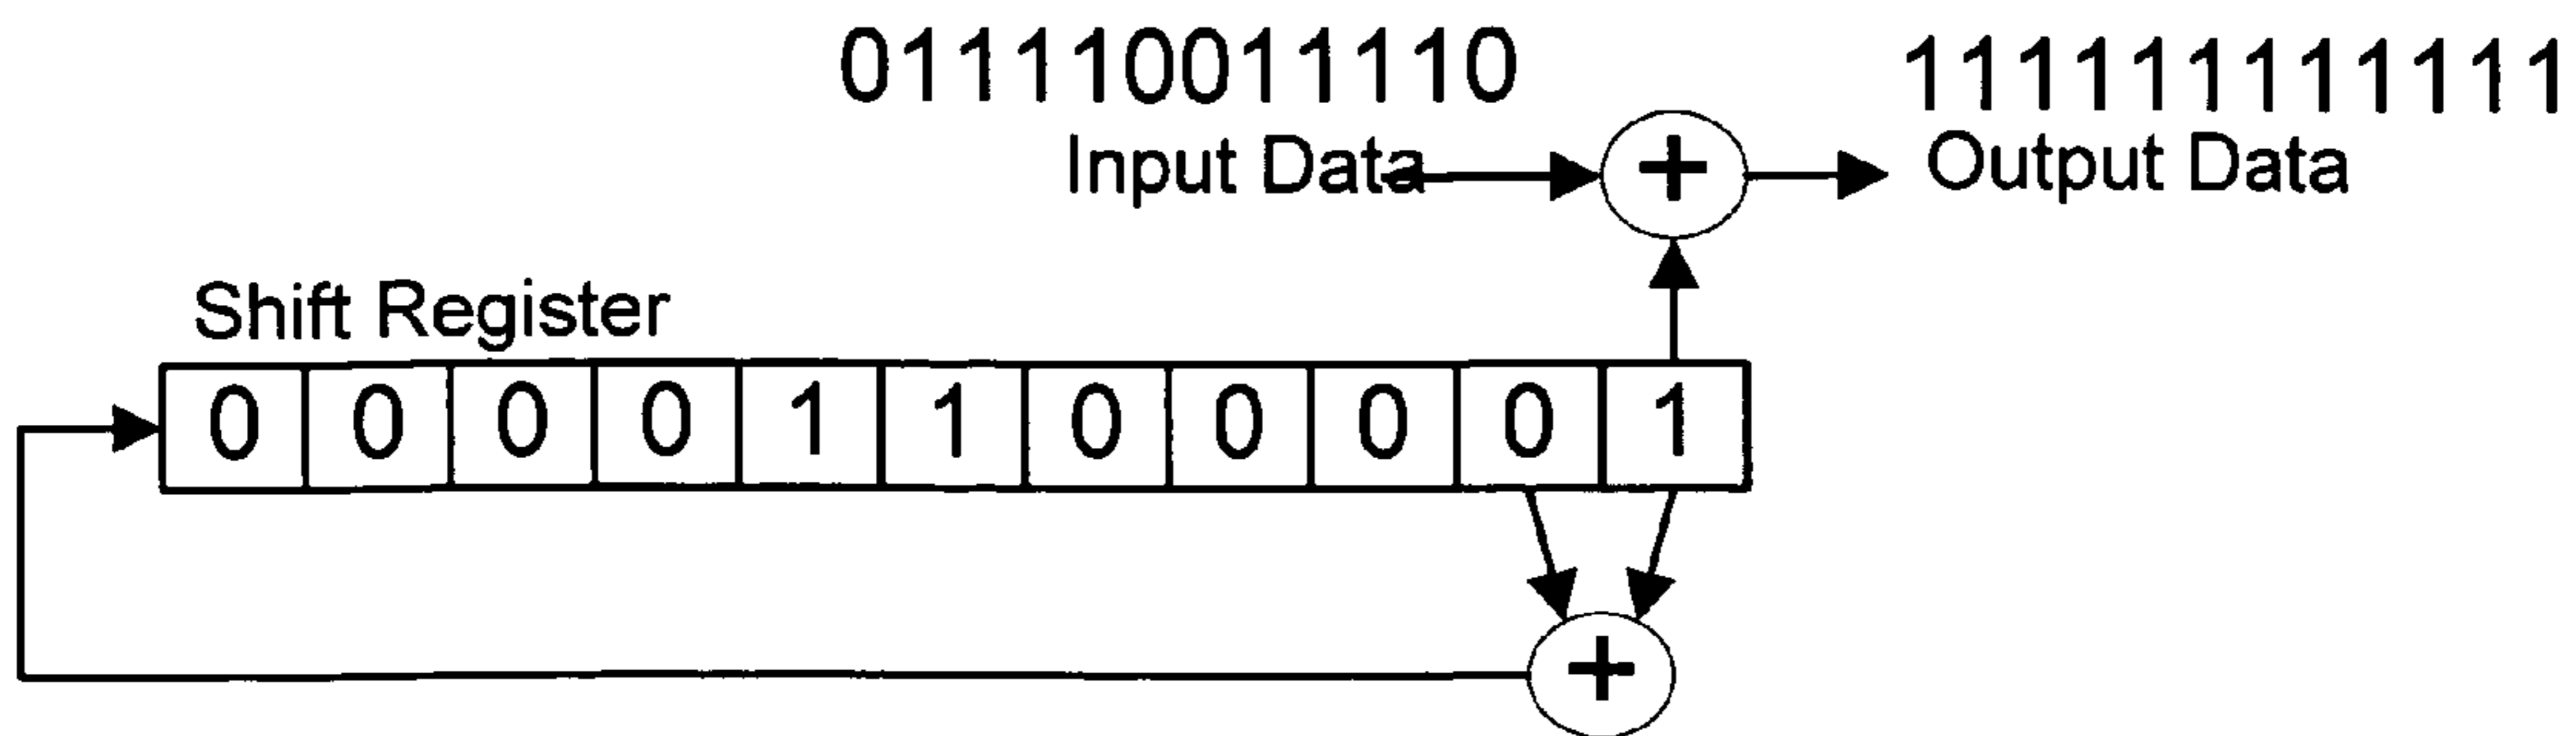 011110011110
111111111111
Input Data
+
Output Data
Shift Register
0 0 0 0 1 1 0 0 0 0 1
+